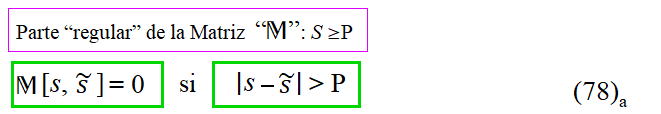 Parte “regular” de la Matriz “𝕄”: S ≥P
𝕄[s, s̃] = 0 si |s – s̃| > P (78)a